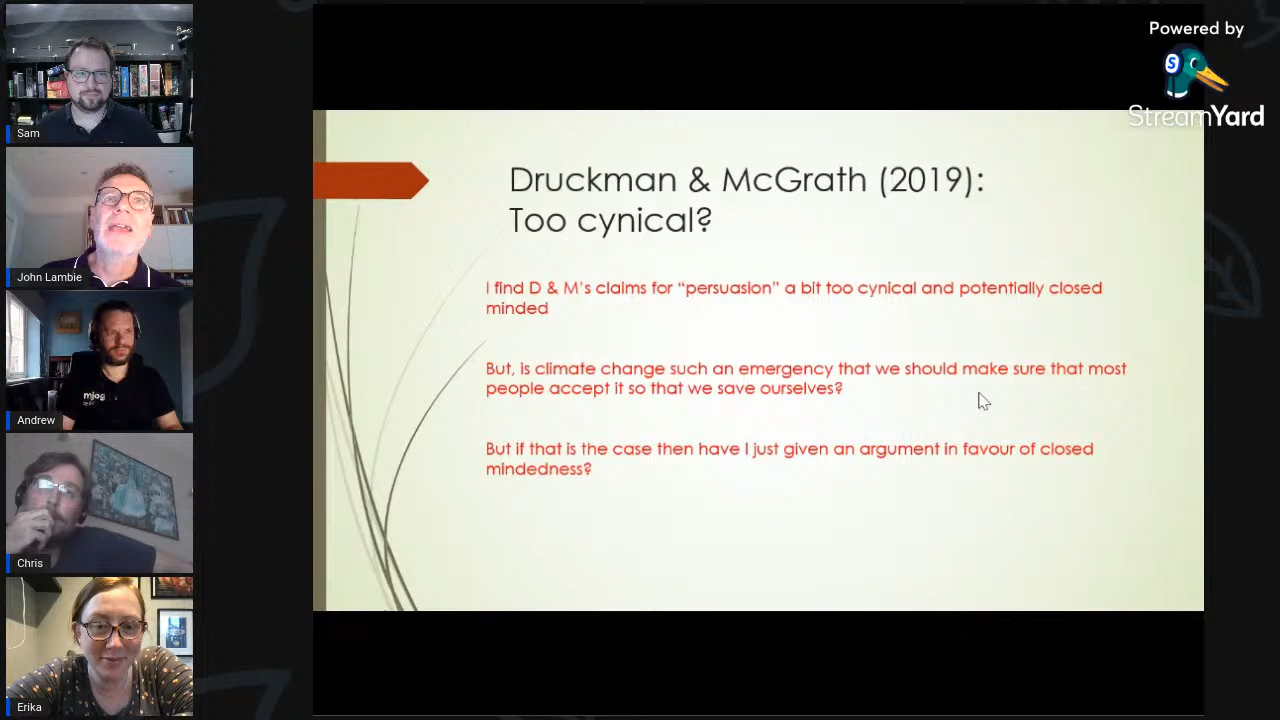 Powered by
S
StreamYard
Sam
John Lambie
mjog
Andrew
Chris
Erika
Druckman & McGrath (2019):
Too cynical?
I find D & M's claims for "persuasion" a bit too cynical and potentially closed
minded
But, is climate change such an emergency that we should make sure that most
people accept it so that we save ourselves?
But if that is the case then have I just given an argument in favour of closed
mindedness?